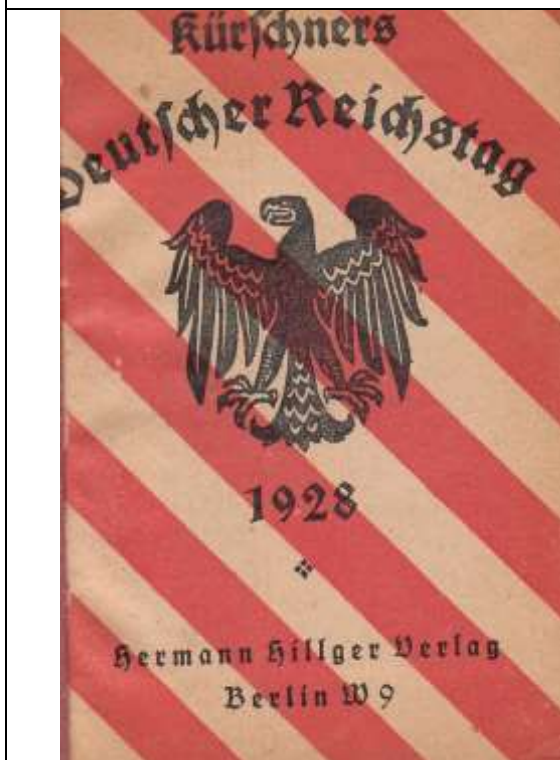 Kürschners
Deutscher Reichstag
1928
Hermann Hillger Verlag
Berlin W 9